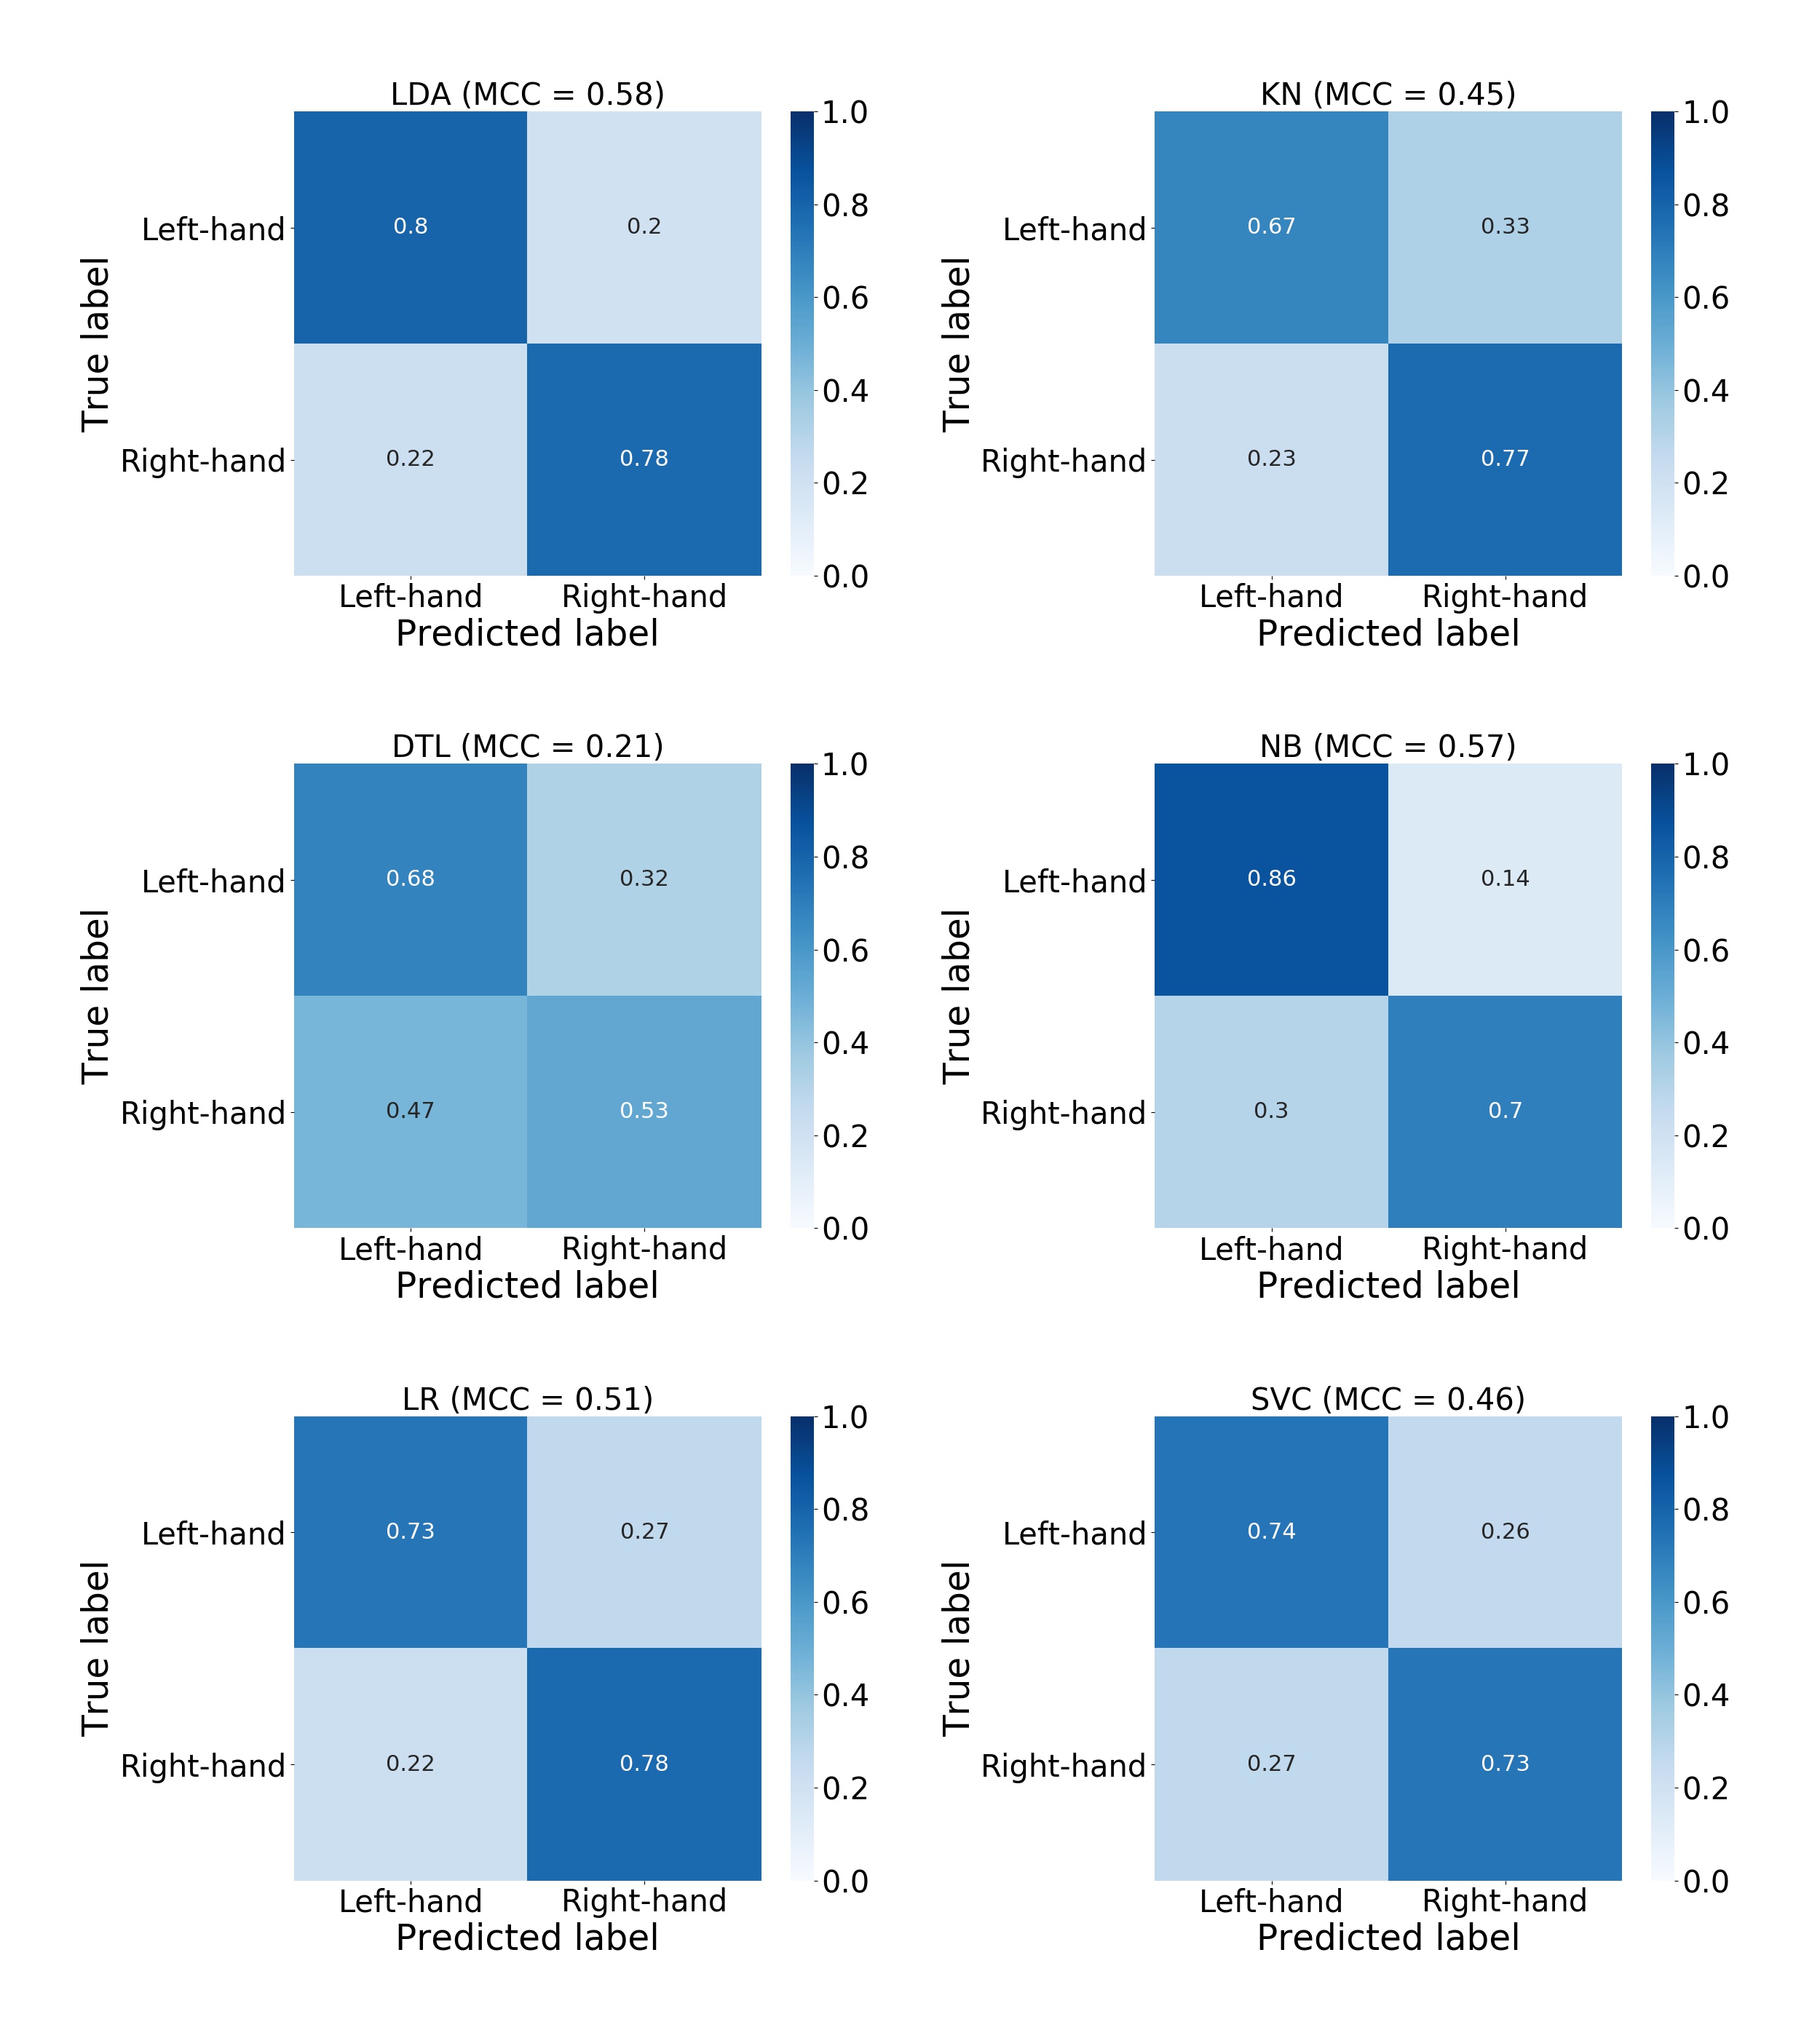 LDA (MCC = 0.58)
1.0
0.8
0.6
0.4
0.2
0.0
True label
Left-hand
0.8 0.2
Right-hand
0.22 0.78
Left-hand Right-hand
Predicted label
KN (MCC = 0.45)
1.0
0.8
0.6
0.4
0.2
0.0
True label
Left-hand
0.67 0.33
Right-hand
0.23 0.77
Left-hand Right-hand
Predicted label
DTL (MCC = 0.21)
1.0
0.8
0.6
0.4
0.2
0.0
True label
Left-hand
0.68 0.32
Right-hand
0.47 0.53
Left-hand Right-hand
Predicted label
NB (MCC = 0.57)
1.0
0.8
0.6
0.4
0.2
0.0
True label
Left-hand
0.86 0.14
Right-hand
0.3 0.7
Left-hand Right-hand
Predicted label
LR (MCC = 0.51)
1.0
0.8
0.6
0.4
0.2
0.0
True label
Left-hand
0.73 0.27
Right-hand
0.22 0.78
Left-hand Right-hand
Predicted label
SVC (MCC = 0.46)
1.0
0.8
0.6
0.4
0.2
0.0
True label
Left-hand
0.74 0.26
Right-hand
0.27 0.73
Left-hand Right-hand
Predicted label